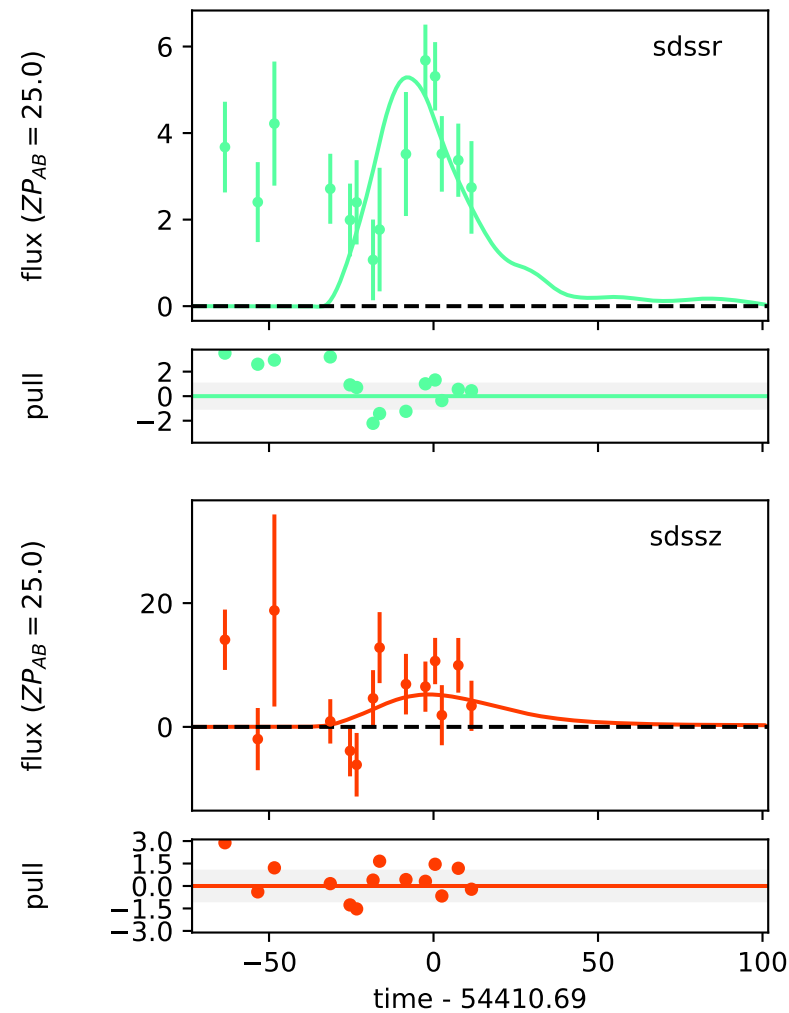 sdssr
flux (ZP_AB = 25.0)
6
4
2
0
pull
2
0
−2
sdssz
flux (ZP_AB = 25.0)
20
0
pull
3.0
1.5
0.0
−1.5
−3.0
−50 0 50 100
time - 54410.69